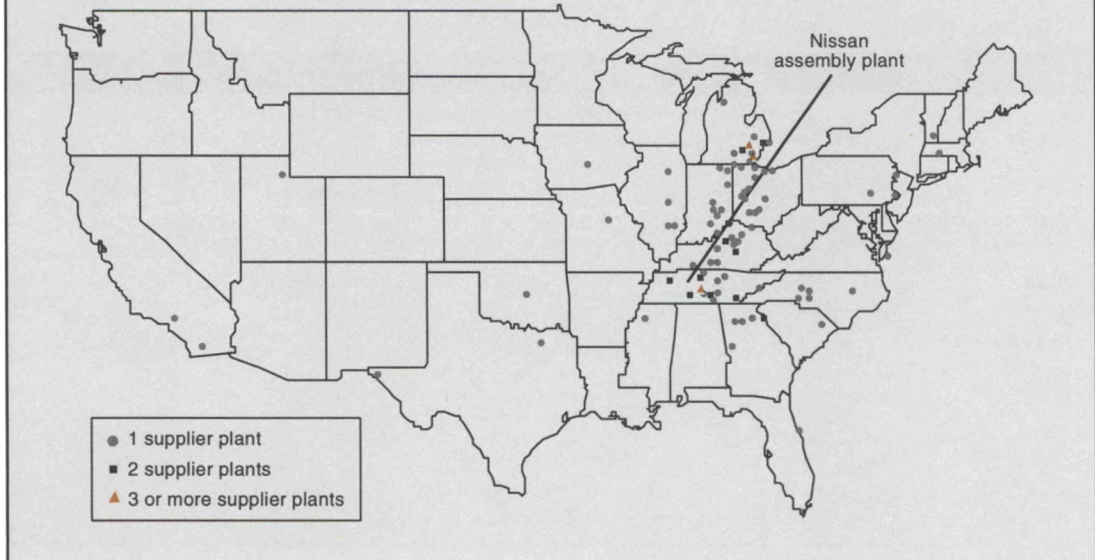 Nissan
assembly plant
1 supplier plant
2 supplier plants
3 or more supplier plants